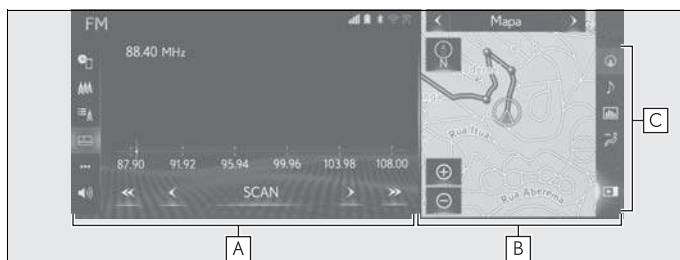 FM
88.40 MHz
87.90 91.92 95.94 99.96 103.98 108.00
SCAN
Mapa
N
Rua Itua
Rua Aberema
A
B
C